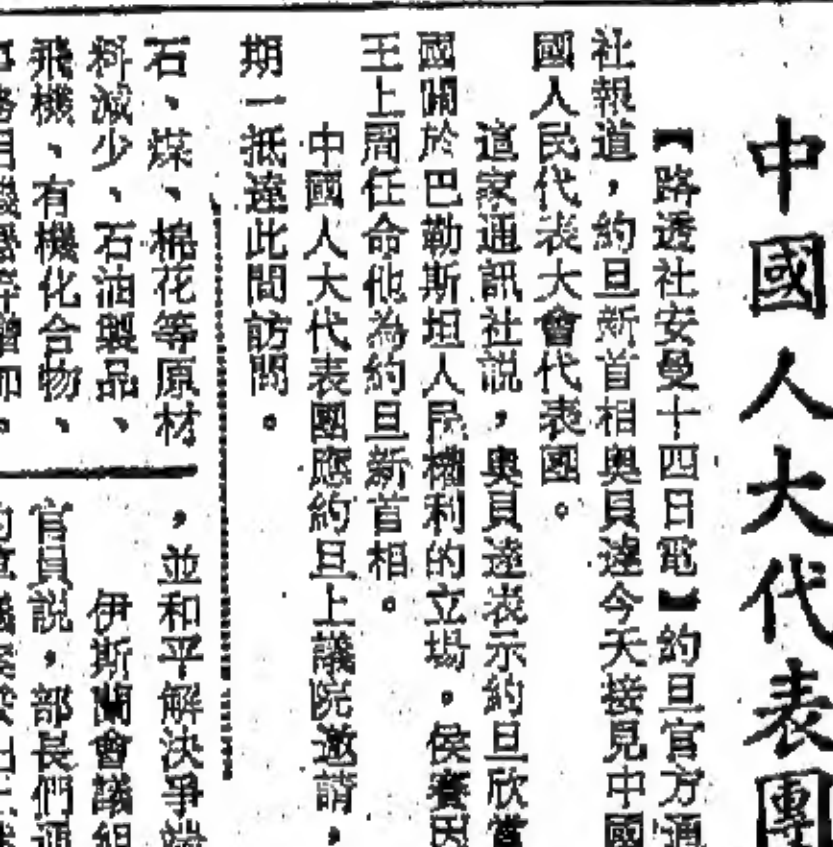 中國人大代表團
【路透社安曼十四日電】約旦官方通
社報道，約旦新首相奧貝達今天接見中國
國人民代表大會代表團。
這家通訊社説，奧貝達表示約旦欣賞
國關於巴勒斯坦人民權利的立場。侯賽因
王上周任命他為約旦新首相。
中國人大代表團應約旦上議院邀請，
期一抵達此間訪問。
石、煤、棉花等原材
料減少、石油製品、
飛機、有機化合物、
，並和平解決爭端
伊斯蘭會議組
官員説，部長們